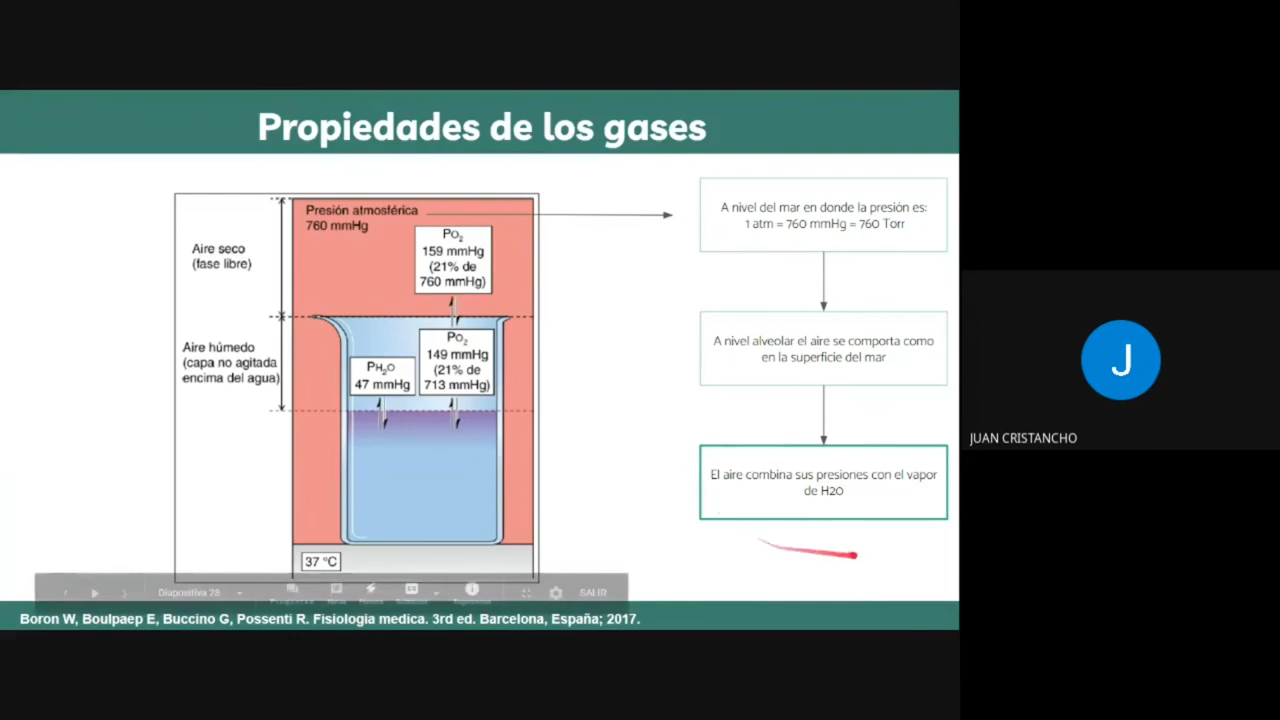 Propiedades de los gases
Presión atmosférica
760 mmHg
Aire seco
(fase libre)
PO₂
159 mmHg
(21% de
760 mmHg)
Aire húmedo
(capa no agitada
encima del agua)
PH₂O
47 mmHg
PO₂
149 mmHg
(21% de
713 mmHg)
37 °C
A nivel del mar en donde la presión es:
1 atm = 760 mmHg = 760 Torr
A nivel alveolar el aire se comporta como
en la superficie del mar
El aire combina sus presiones con el vapor
de H2O
Diapositiva 28
SALIR
Boron W, Boulpaep E, Buccino G, Possenti R. Fisiologia medica. 3rd ed. Barcelona, España; 2017.
J
JUAN CRISTANCHO